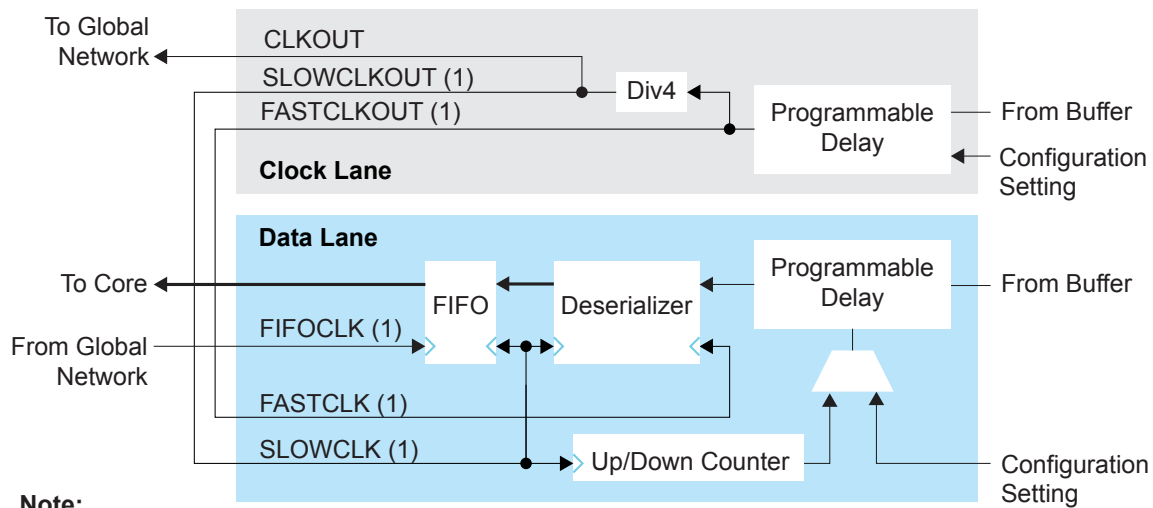 To Global
Network
CLKOUT
SLOWCLKOUT (1)
FASTCLKOUT (1)
Div4
Programmable
Delay
From Buffer
Configuration
Setting
Clock Lane
Data Lane
To Core
FIFO
Deserializer
Programmable
Delay
From Buffer
FIFOCLK (1)
From Global
Network
FASTCLK (1)
SLOWCLK (1)
Up/Down Counter
Configuration
Setting
Note: